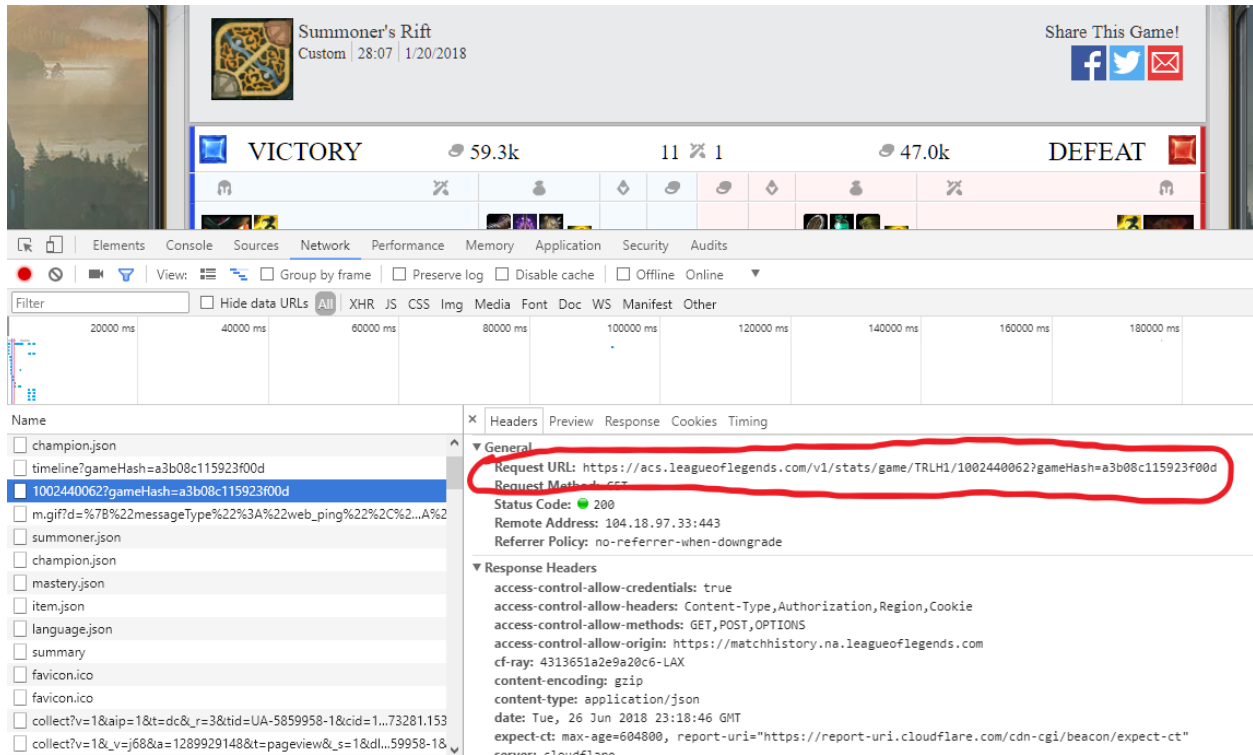 Summoner's Rift
Custom 28:07 1/20/2018
Share This Game!
VICTORY 59.3k 11 1 47.0k DEFEAT
Elements Console Sources Network Performance Memory Application Security Audits
View: Group by frame Preserve log Disable cache Offline Online ▼
Filter Hide data URLs All XHR JS CSS Img Media Font Doc WS Manifest Other
20000 ms 40000 ms 60000 ms 80000 ms 100000 ms 120000 ms 140000 ms 160000 ms 180000 ms
Name
champion.json
timeline?gameHash=a3b08c115923f00d
1002440062?gameHash=a3b08c115923f00d
m.gif?d=%7B%22messageType%22%3A%22web_ping%22%2C%2...A%2
summoner.json
champion.json
mastery.json
item.json
language.json
summary
favicon.ico
favicon.ico
collect?v=1&aip=1&t=dc&_r=3&tid=UA-5859958-1&cid=1...73281.153
collect?v=1&_v=j68&a=1289929148&t=pageview&_s=1&dl...59958-1&
× Headers Preview Response Cookies Timing
▼ General
Request URL: https://acs.leagueoflegends.com/v1/stats/game/TRLH1/1002440062?gameHash=a3b08c115923f00d
Request Method: GET
Status Code: 200
Remote Address: 104.18.97.33:443
Referrer Policy: no-referrer-when-downgrade
▼ Response Headers
access-control-allow-credentials: true
access-control-allow-headers: Content-Type,Authorization,Region,Cookie
access-control-allow-methods: GET,POST,OPTIONS
access-control-allow-origin: https://matchhistory.na.leagueoflegends.com
cf-ray: 4313651a2e9a20c6-LAX
content-encoding: gzip
content-type: application/json
date: Tue, 26 Jun 2018 23:18:46 GMT
expect-ct: max-age=604800, report-uri="https://report-uri.cloudflare.com/cdn-cgi/beacon/expect-ct"
server: cloudflare